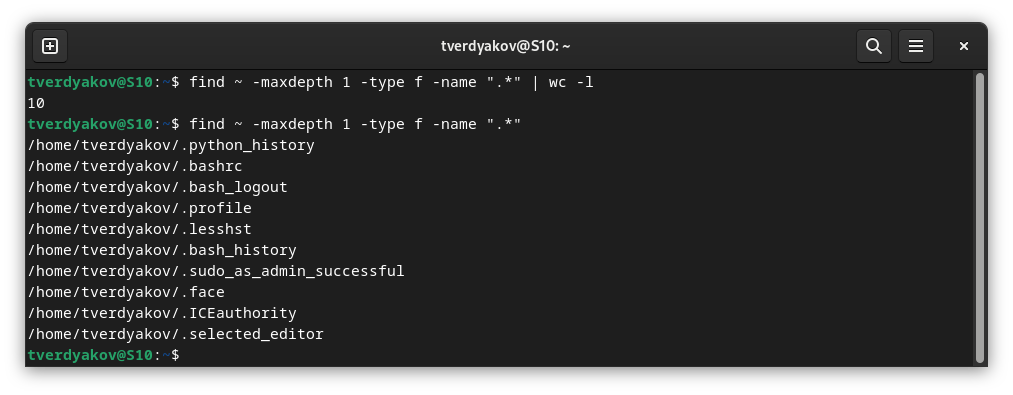 tverdyakov@S10: ~
tverdyakov@S10:~$ find ~ -maxdepth 1 -type f -name ".*" | wc -l
10
tverdyakov@S10:~$ find ~ -maxdepth 1 -type f -name ".*"
/home/tverdyakov/.python_history
/home/tverdyakov/.bashrc
/home/tverdyakov/.bash_logout
/home/tverdyakov/.profile
/home/tverdyakov/.lesshst
/home/tverdyakov/.bash_history
/home/tverdyakov/.sudo_as_admin_successful
/home/tverdyakov/.face
/home/tverdyakov/.ICEauthority
/home/tverdyakov/.selected_editor
tverdyakov@S10:~$